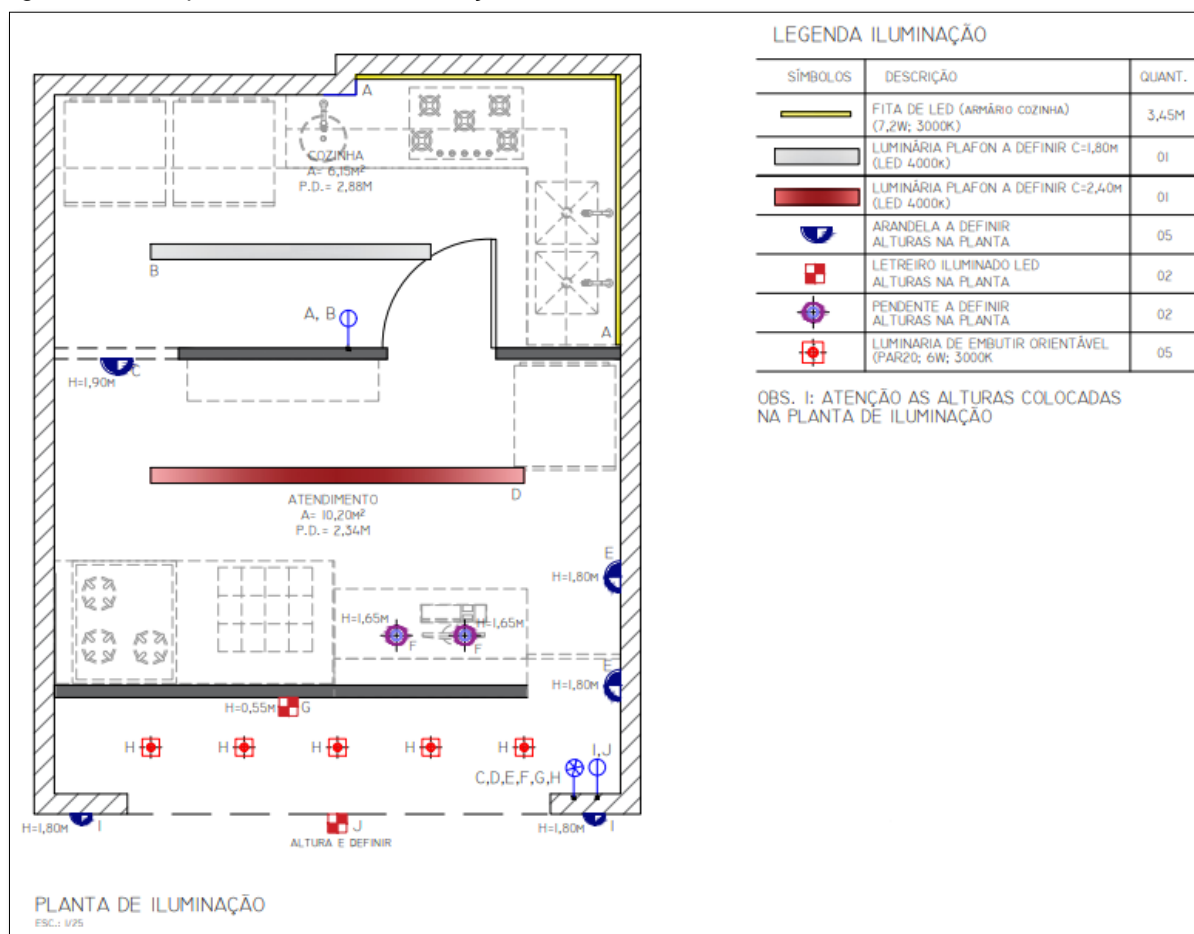 A
COZINHA
A= 6,15M²
P.D.= 2,88M
B
A, B
A
C
H=1,90M
D
ATENDIMENTO
A= 10,20M²
P.D.= 2,34M
E
H=1,80M
H=1,65M
H=1,65M
F
F
E
H=1,80M
H=0,55M
G
H
H
H
H
H
I,J
C,D,E,F,G,H
H=1,80M
I
J
ALTURA E DEFINIR
H=1,80M
I
PLANTA DE ILUMINAÇÃO
ESC.: 1/25
LEGENDA ILUMINAÇÃO
SÍMBOLOS DESCRIÇÃO QUANT.
FITA DE LED (ARMÁRIO COZINHA)
(7,2W; 3000K) 3,45M
LUMINÁRIA PLAFON A DEFINIR C=1,80M
(LED 4000K) 01
LUMINÁRIA PLAFON A DEFINIR C=2,40M
(LED 4000K) 01
ARANDELA A DEFINIR
ALTURAS NA PLANTA 05
LETREIRO ILUMINADO LED
ALTURAS NA PLANTA 02
PENDENTE A DEFINIR
ALTURAS NA PLANTA 02
LUMINARIA DE EMBUTIR ORIENTÁVEL
(PAR20; 6W; 3000K 05
OBS. 1: ATENÇÃO AS ALTURAS COLOCADAS
NA PLANTA DE ILUMINAÇÃO